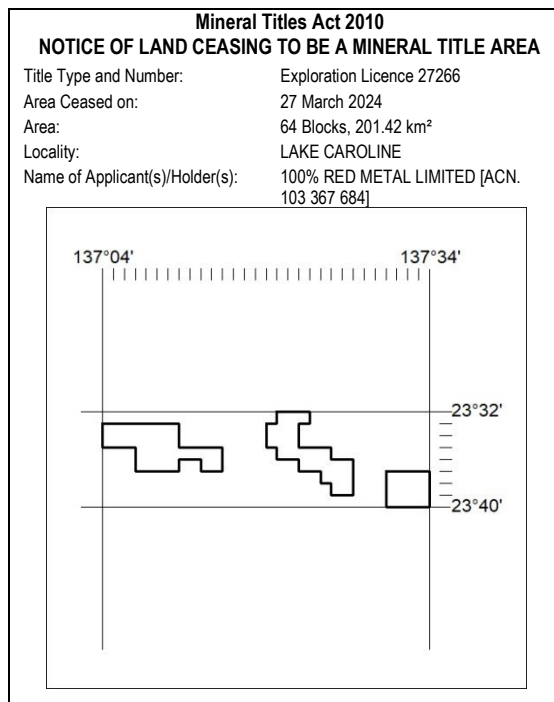 Mineral Titles Act 2010
NOTICE OF LAND CEASING TO BE A MINERAL TITLE AREA
Title Type and Number: Exploration Licence 27266
Area Ceased on: 27 March 2024
Area: 64 Blocks, 201.42 km²
Locality: LAKE CAROLINE
Name of Applicant(s)/Holder(s): 100% RED METAL LIMITED [ACN.
103 367 684]
137°04' 137°34'
23°32'
23°40'